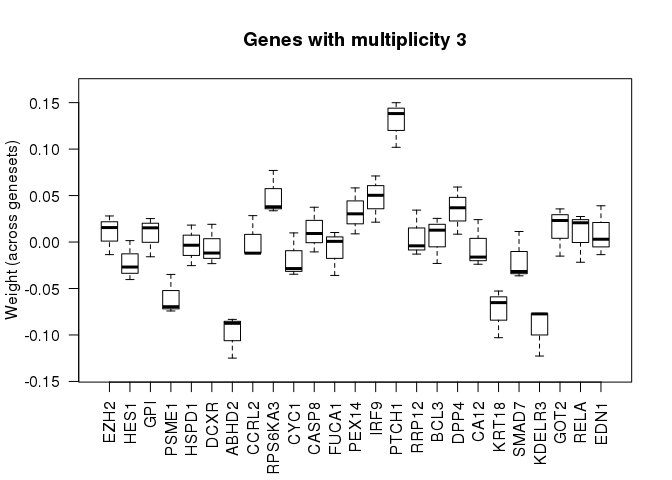 Genes with multiplicity 3
Weight (across genesets)
0.15
0.10
0.05
0.00
-0.05
-0.10
-0.15
EZH2
HES1
GPI
PSME1
HSPD1
DCXR
ABHD2
CCRL2
RPS6KA3
CYC1
CASP8
FUCA1
PEX14
IRF9
PTCH1
RRP12
BCL3
DPP4
CA12
KRT18
SMAD7
KDELR3
GOT2
RELA
EDN1